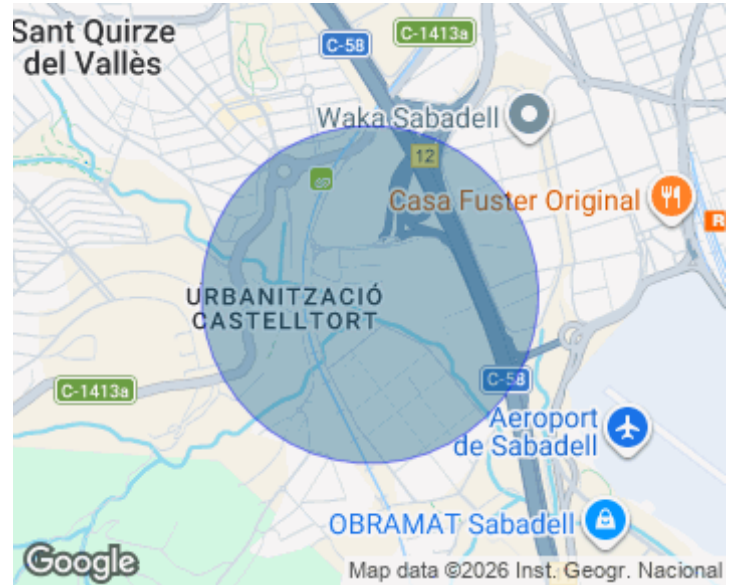 Sant Quirze
del Vallès
C-58
C-1413a
Waka Sabadell
12
Casa Fuster Original
R
URBANITZACIÓ
CASTELLTORT
C-1413a
C-58
Aeroport
de Sabadell
OBRAMAT Sabadell
Google
Map data ©2026 Inst. Geogr. Nacional